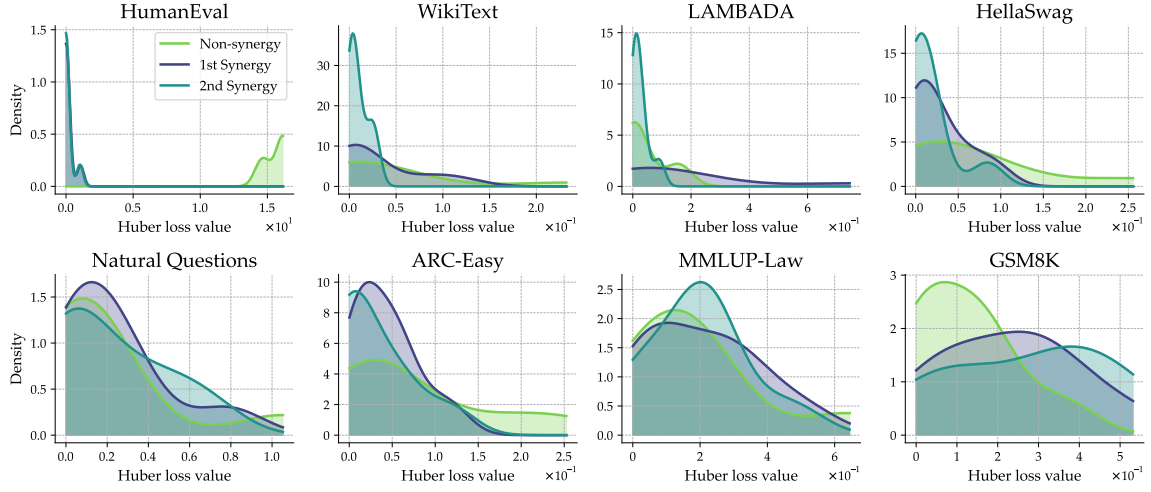 HumanEval
Density
1.5
1.0
0.5
0.0
Non-synergy
1st Synergy
2nd Synergy
0.0 0.5 1.0 1.5
Huber loss value ×10¹
WikiText
30
20
10
0
0.0 0.5 1.0 1.5 2.0
Huber loss value ×10⁻¹
LAMBADA
15
10
5
0
0 2 4 6
Huber loss value ×10⁻¹
HellaSwag
15
10
5
0
0.0 0.5 1.0 1.5 2.0 2.5
Huber loss value ×10⁻¹
Natural Questions
Density
1.5
1.0
0.5
0.0
0.0 0.2 0.4 0.6 0.8 1.0
Huber loss value
ARC-Easy
10
8
6
4
2
0
0.0 0.5 1.0 1.5 2.0 2.5
Huber loss value ×10⁻¹
MMLUP-Law
2.5
2.0
1.5
1.0
0.5
0.0
0 2 4 6
Huber loss value ×10⁻¹
GSM8K
3
2
1
0
0 1 2 3 4 5
Huber loss value ×10⁻¹